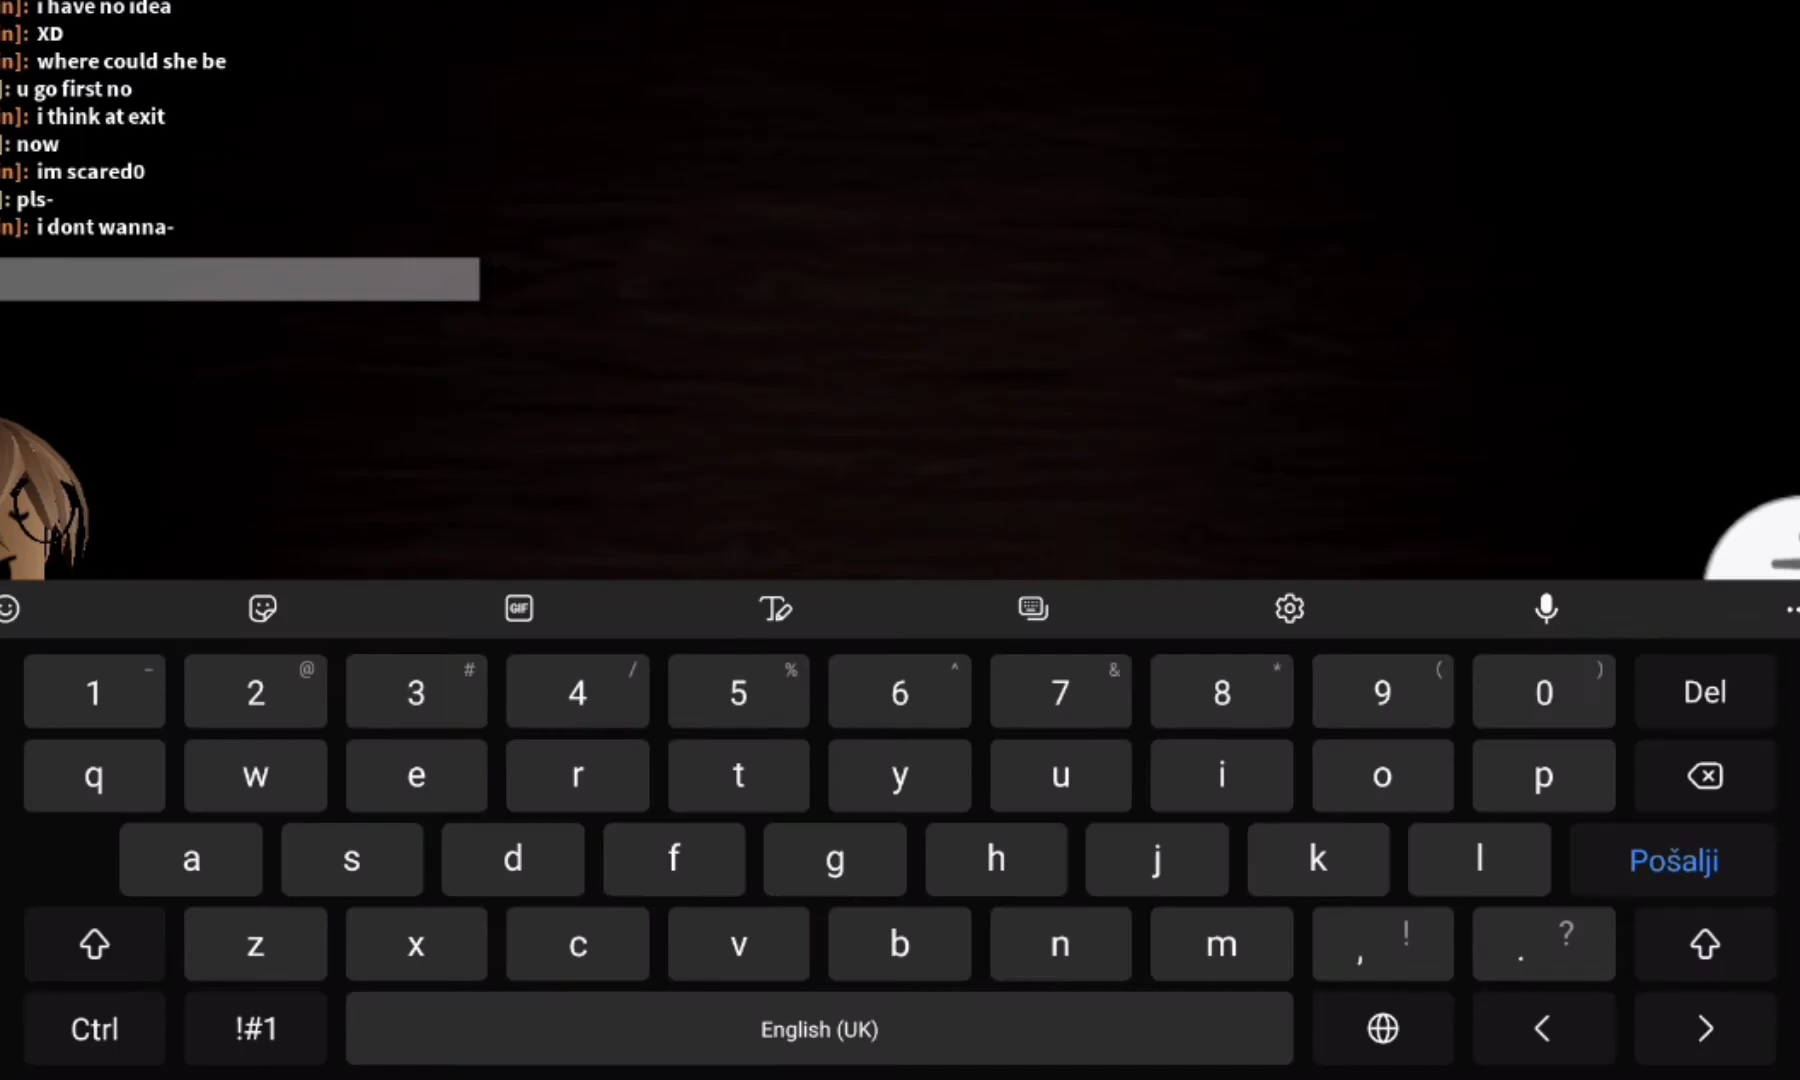 n]: i have no idea
n]: XD
n]: where could she be
]: u go first no
n]: i think at exit
]: now
n]: im scared0
]: pls-
n]: i dont wanna-
GIF
1 - 2 @ 3 # 4 / 5 % 6 ^ 7 & 8 * 9 ( 0 ) Del
q w e r t y u i o p
a s d f g h j k l Pošalji
z x c v b n m , ! . ?
Ctrl !#1 English (UK) < >